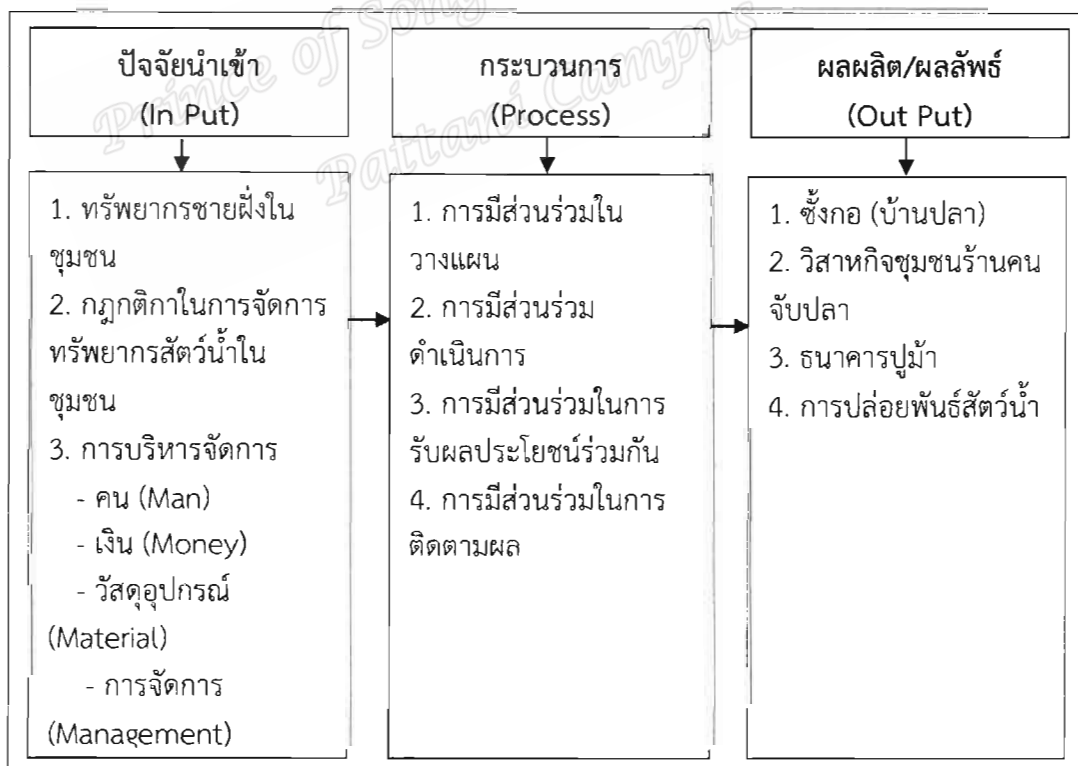 Prince of Song
Pattani Campus
ปัจจัยนำเข้า
(In Put)
1. ทรัพยากรชายฝั่งใน
ชุมชน
2. กฎกติกาในการจัดการ
ทรัพยากรสัตว์น้ำใน
ชุมชน
3. การบริหารจัดการ
- คน (Man)
- เงิน (Money)
- วัสดุอุปกรณ์
(Material)
- การจัดการ
(Management)
กระบวนการ
(Process)
1. การมีส่วนร่วมใน
วางแผน
2. การมีส่วนร่วม
ดำเนินการ
3. การมีส่วนร่วมในการ
รับผลประโยชน์ร่วมกัน
4. การมีส่วนร่วมในการ
ติดตามผล
ผลผลิต/ผลลัพธ์
(Out Put)
1. ซั้งกอ (บ้านปลา)
2. วิสาหกิจชุมชนร้านคน
จับปลา
3. ธนาคารปูม้า
4. การปล่อยพันธ์สัตว์น้ำ